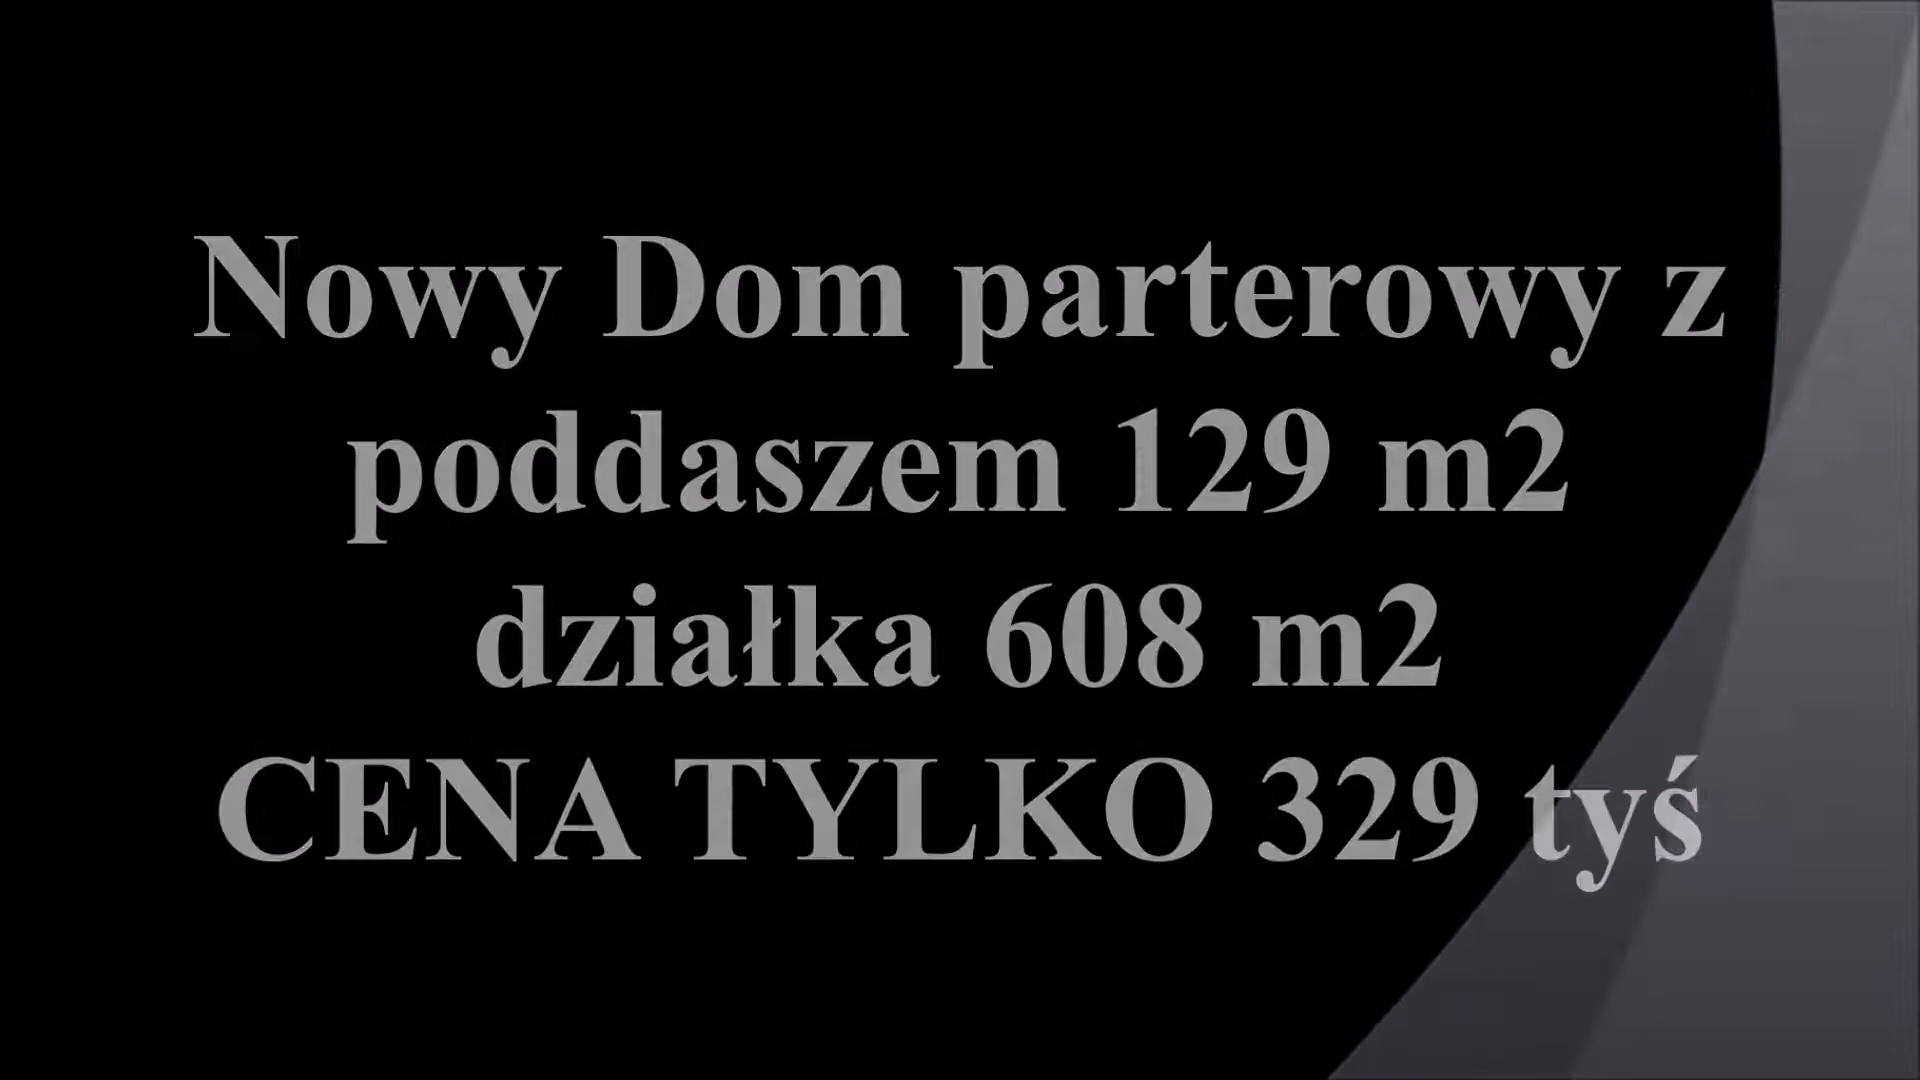 Nowy Dom parterowy z
poddaszem 129 m2
działka 608 m2
CENA TYLKO 329 tyś